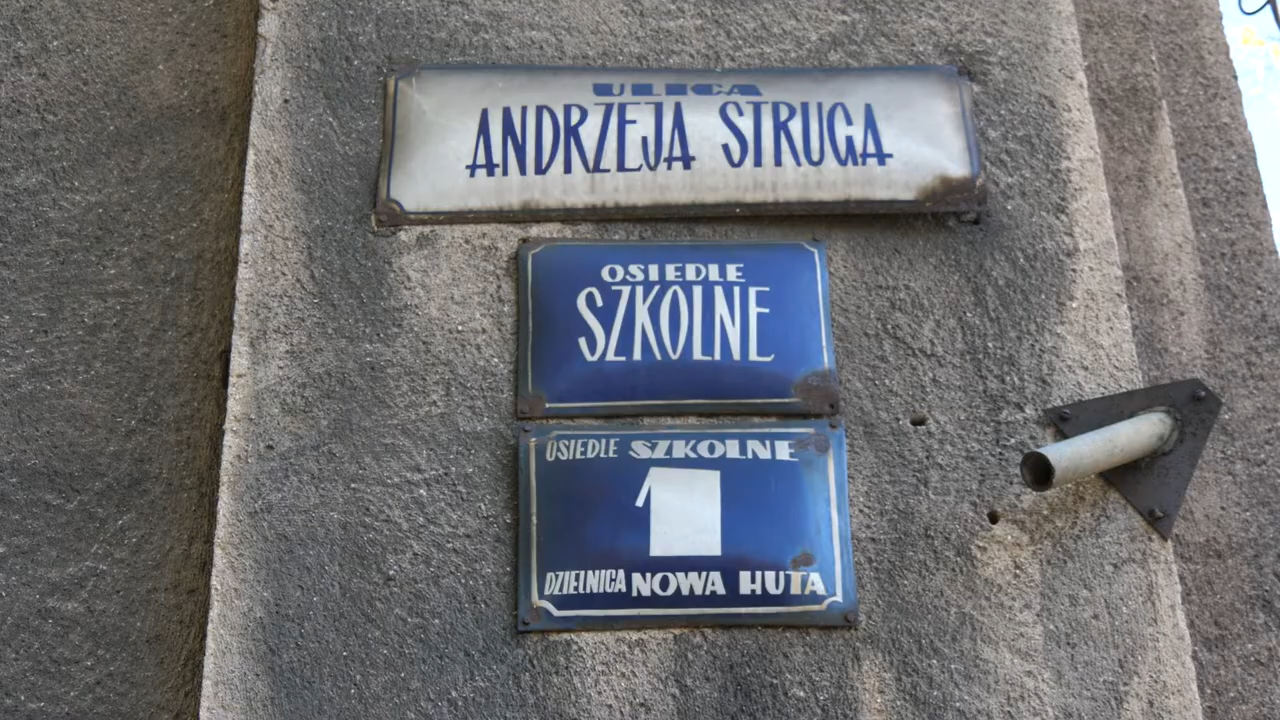 ULICA
ANDRZEJA STRUGA
OSIEDLE
SZKOLNE
OSIEDLE SZKOLNE
1
DZIELNICA NOWA HUTA